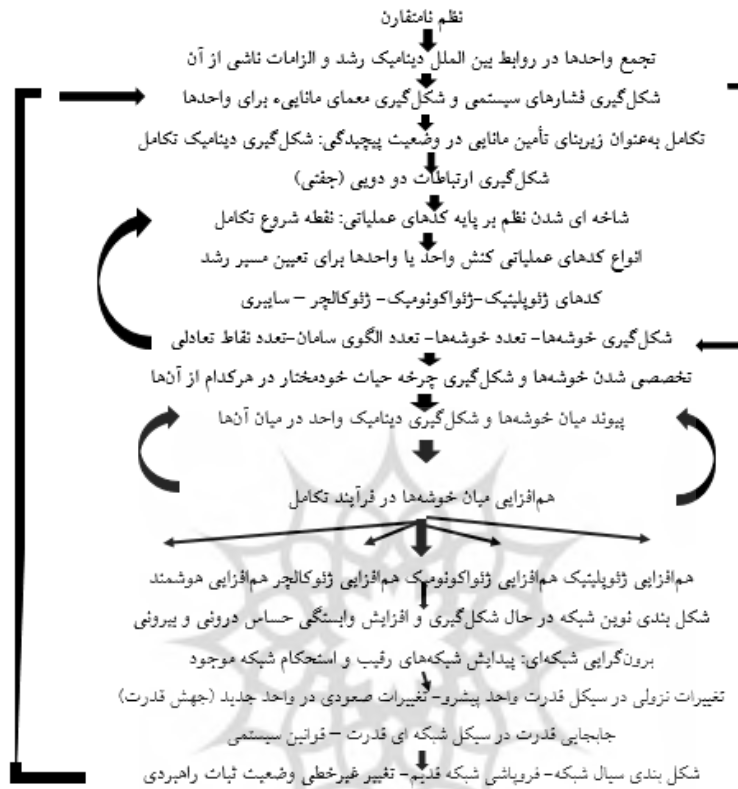 نظم نامتقارن
تجمع واحدها در روابط بین الملل دینامیک رشد و الزامات ناشی از آن
شکل‌گیری فشارهای سیستمی و شکل‌گیری معمای مانایی‌ء برای واحدها
تکامل به‌عنوان زیربنای تأمین مانایی در وضعیت پیچیدگی: شکل‌گیری دینامیک تکامل
شکل‌گیری ارتباطات دو دویی (جفتی)
شاخه ای شدن نظم بر پایه کدهای عملیاتی: نقطه شروع تکامل
انواع کدهای عملیاتی کنش واحد یا واحدها برای تعیین مسیر رشد
کدهای ژئوپلیتیک-ژئواکونومیک- ژئوکالچر – سایبری
شکل‌گیری خوشه‌ها- تعدد خوشه‌ها- تعدد الگوی سامان-تعدد نقاط تعادلی
تخصصی شدن خوشه‌ها و شکل‌گیری چرخه حیات خودمختار در هرکدام از آن‌ها
پیوند میان خوشه‌ها و شکل‌گیری دینامیک واحد در میان آن‌ها
هم‌افزایی میان خوشه‌ها در فرآیند تکامل
هم‌افزایی ژئوپلیتیک هم‌افزایی ژئواکونومیک هم‌افزایی ژئوکالچر هم‌افزایی هوشمند
شکل بندی نوین شبکه در حال شکل‌گیری و افزایش وابستگی حساس درونی و بیرونی
برون‌گرایی شبکه‌ای: پیدایش شبکه‌های رقیب و استحکام شبکه موجود
تغییرات نزولی در سیکل قدرت واحد پیشرو- تغییرات صعودی در واحد جدید (جهش قدرت)
جابجایی قدرت در سیکل شبکه ای قدرت – قوانین سیستمی
شکل بندی سیال شبکه- فروپاشی شبکه قدیم- تغییر غیرخطی وضعیت ثبات راهبردی